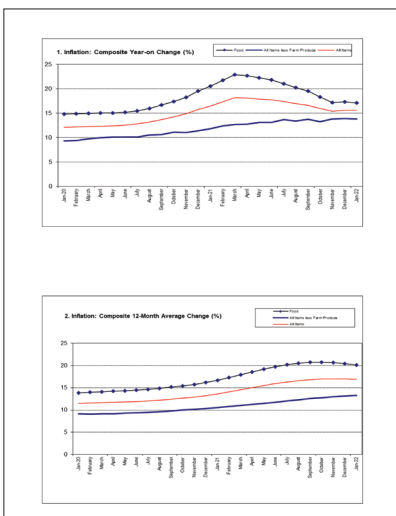 1. Inflation: Composite Year-on Change (%)
Food
All Items less Farm Produce
All Items
25
20
15
10
5
0
Jan-20
February
March
April
May
June
July
August
September
October
November
December
Jan-21
February
March
April
May
June
July
August
September
October
November
December
Jan-22
2. Inflation: Composite 12-Month Average Change (%)
Food
All Items less Farm Produce
All Items
25
20
15
10
5
0
Jan-20
February
March
April
May
June
July
August
September
October
November
December
Jan-21
February
March
April
May
June
July
August
September
October
November
December
Jan-22